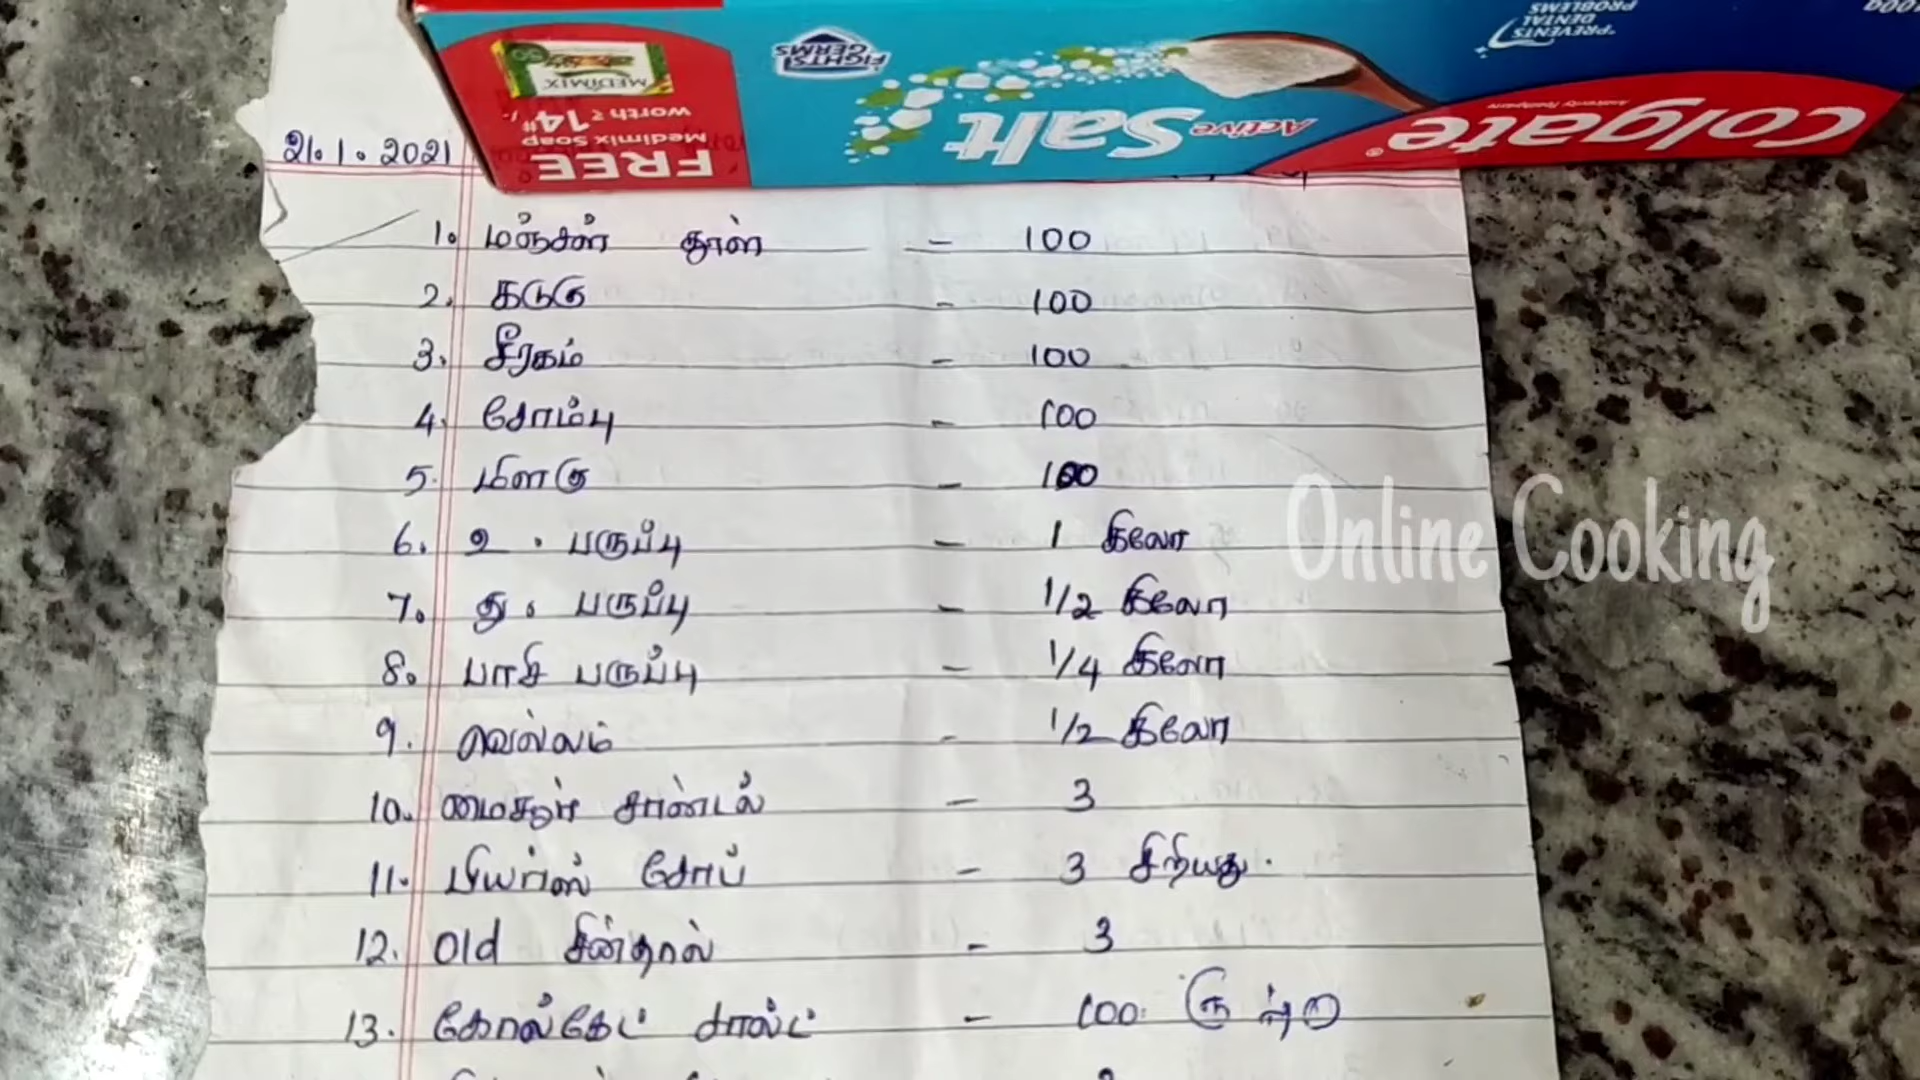 100g
*PREVENTS DENTAL PROBLEMS
FIGHTS GERMS
MEDIMIX
Colgate®
Active Salt
FREE
Medimix Soap
WORTH ₹ 14#/-
21.1.2021
1. மஞ்சள் தூள் - 100
2. கடுகு - 100
3. சீரகம் - 100
4. சோம்பு - 100
5. மிளகு - 100
6. உ. பருப்பு - 1 கிலோ
7. து. பருப்பு - 1/2 கிலோ
8. பாசி பருப்பு - 1/4 கிலோ
9. வெல்லம் - 1/2 கிலோ
10. மைசூர் சாண்டல் - 3
11. பியர்ஸ் சோப் - 3 சிறியது.
12. Old சின்தால் - 3
13. கோல்கேட் சால்ட் - 100
Online Cooking